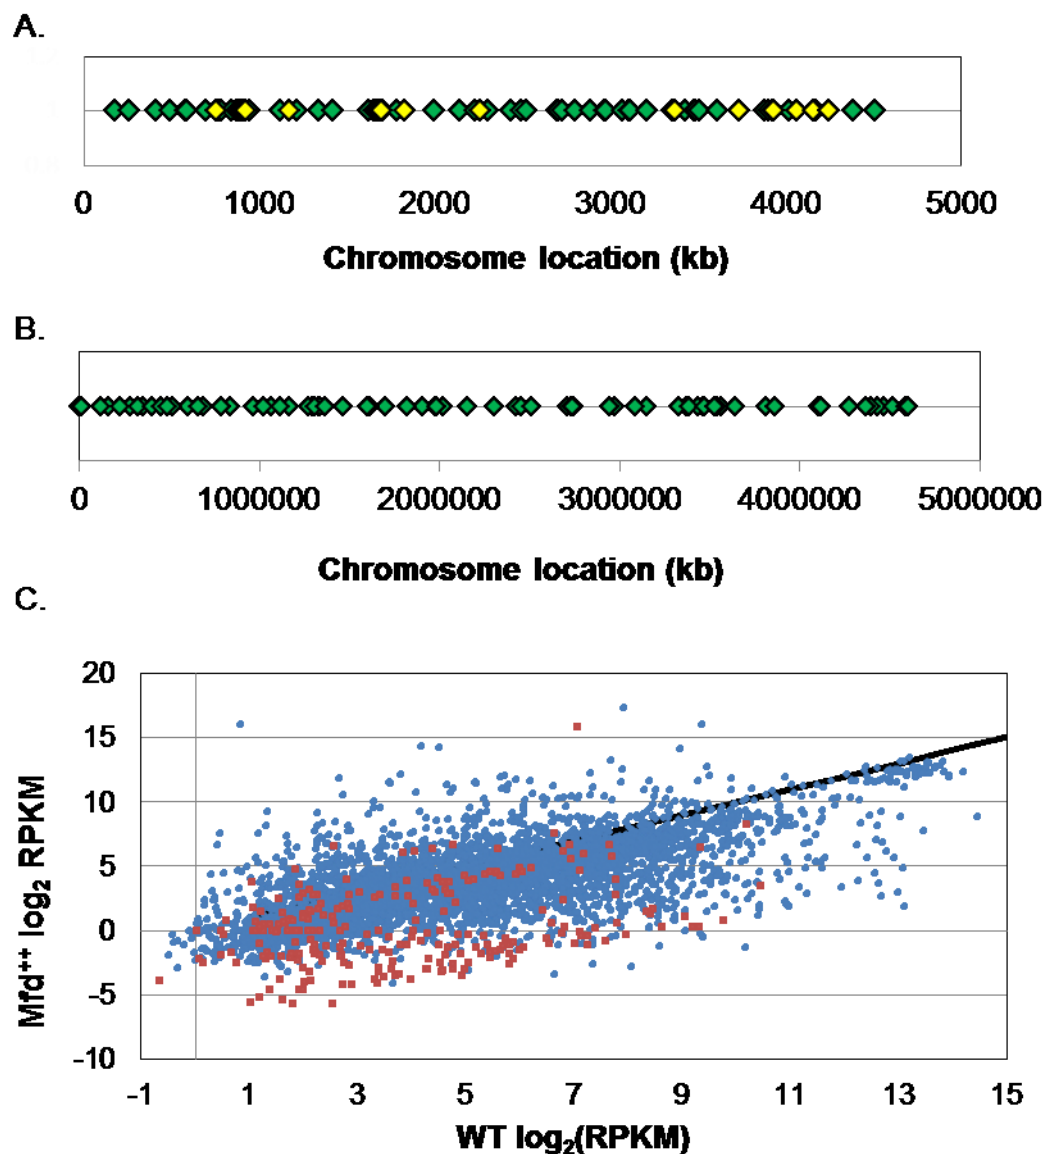 A.
0 1000 2000 3000 4000 5000
Chromosome location (kb)
B.
0 1000000 2000000 3000000 4000000 5000000
Chromosome location (kb)
C.
20
15
10
5
0
-5
-10
Mfd⁺⁺ log₂ RPKM
-1 1 3 5 7 9 11 13 15
WT log₂(RPKM)